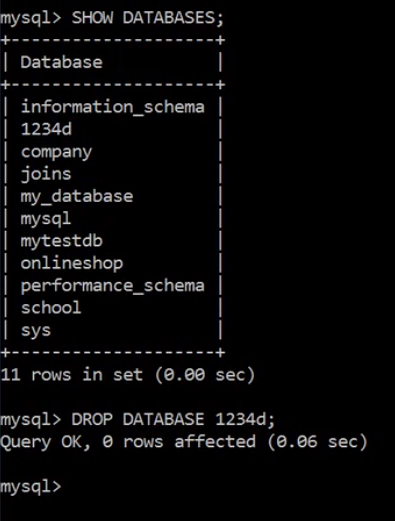 mysql> SHOW DATABASES;
+--------------------+
| Database           |
+--------------------+
| information_schema |
| 1234d              |
| company            |
| joins              |
| my_database        |
| mysql              |
| mytestdb           |
| onlineshop         |
| performance_schema |
| school             |
| sys                |
+--------------------+
11 rows in set (0.00 sec)
mysql> DROP DATABASE 1234d;
Query OK, 0 rows affected (0.06 sec)
mysql>